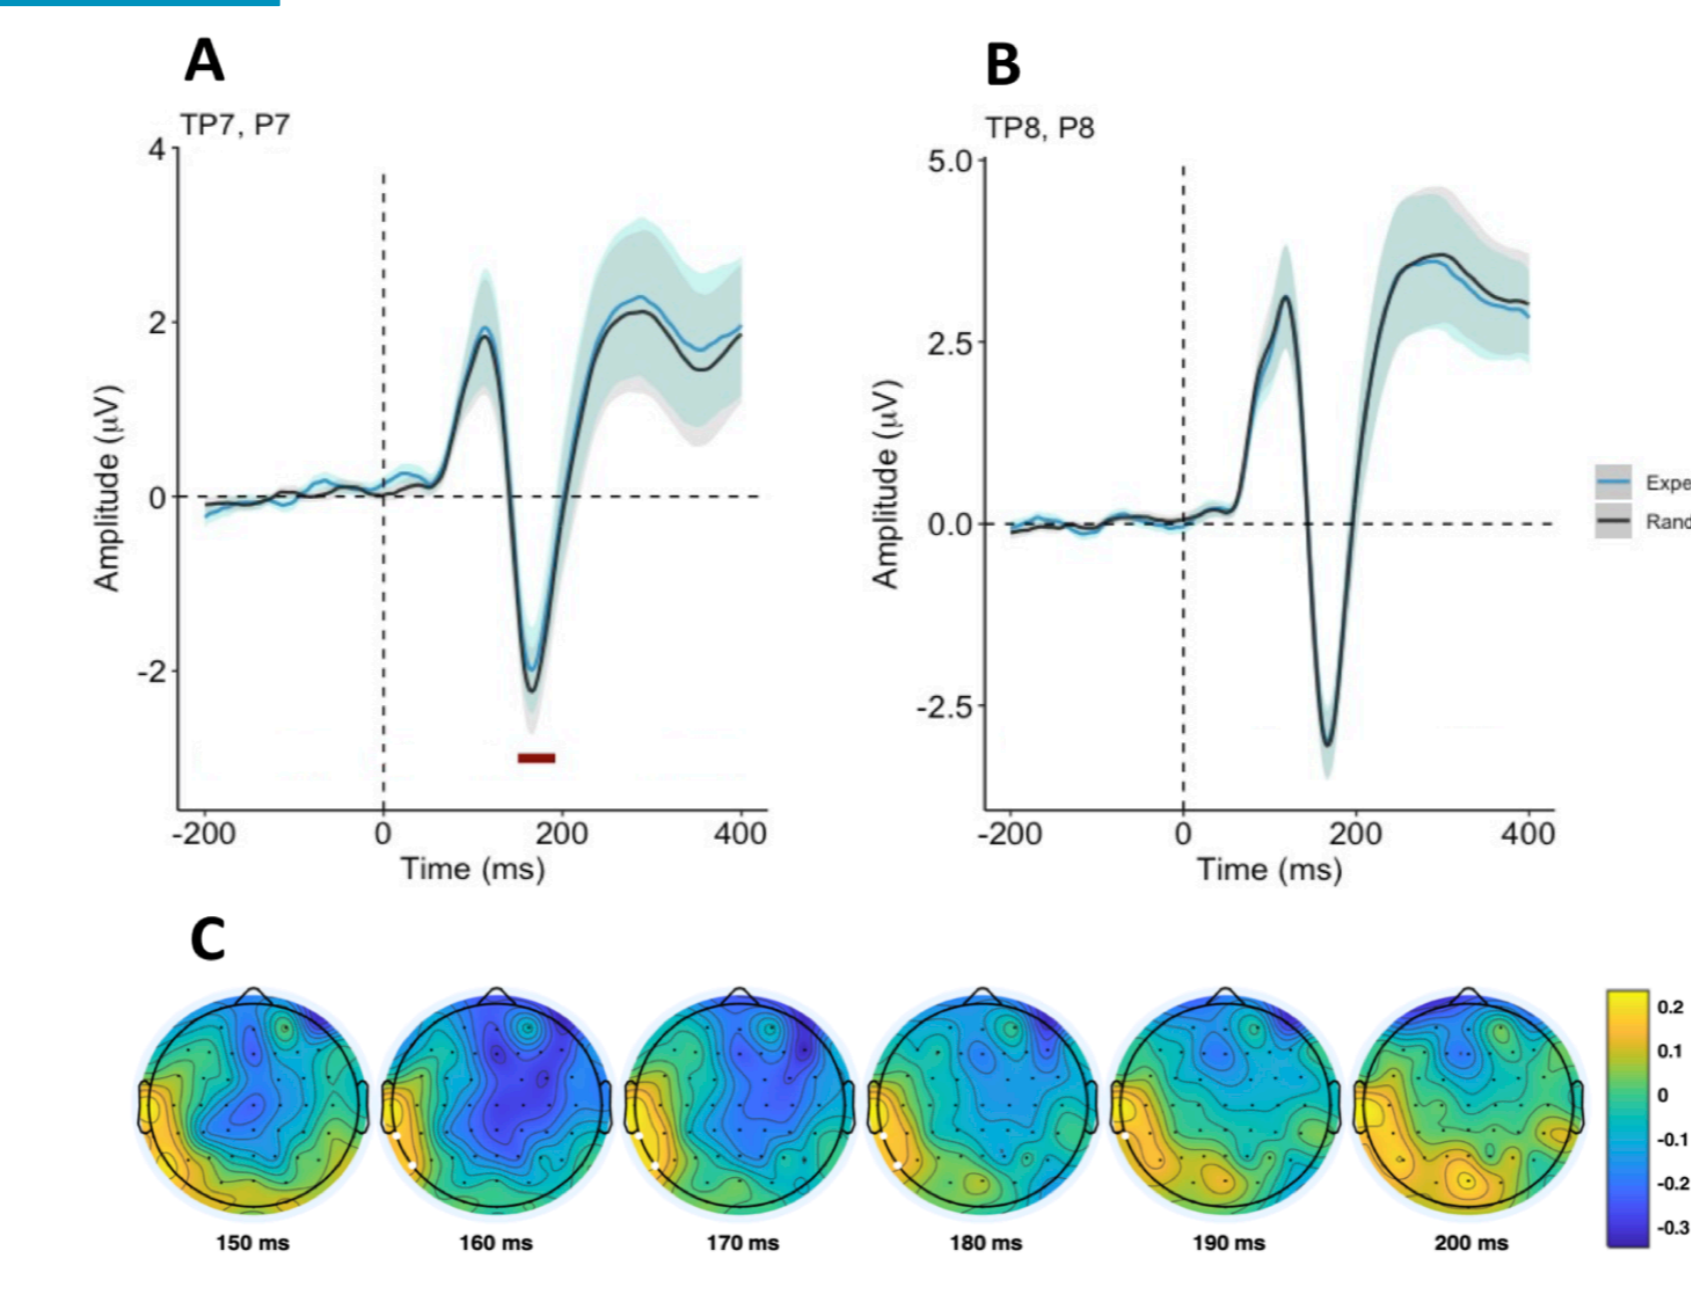 A
B
TP7, P7
TP8, P8
4
2
0
-2
Amplitude (µV)
-200
0
200
400
Time (ms)
5.0
2.5
0.0
-2.5
Amplitude (µV)
-200
0
200
400
Time (ms)
Expe
Rand
C
150 ms
160 ms
170 ms
180 ms
190 ms
200 ms
0.2
0.1
0
-0.1
-0.2
-0.3